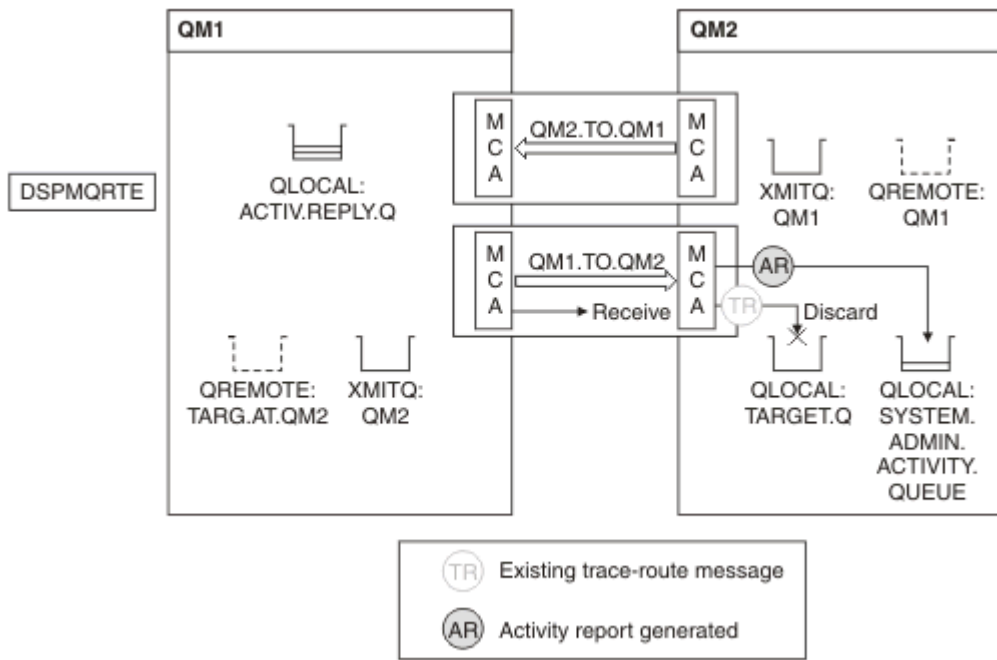 QM1
QM2
M
C
A
QM2.TO.QM1
M
C
A
DSPMQRTE
QLOCAL:
ACTIV.REPLY.Q
XMITQ:
QM1
QREMOTE:
QM1
M
C
A
QM1.TO.QM2
Receive
M
C
A
AR
TR
Discard
QREMOTE:
TARG.AT.QM2
XMITQ:
QM2
QLOCAL:
TARGET.Q
QLOCAL:
SYSTEM.
ADMIN.
ACTIVITY.
QUEUE
TR Existing trace-route message
AR Activity report generated